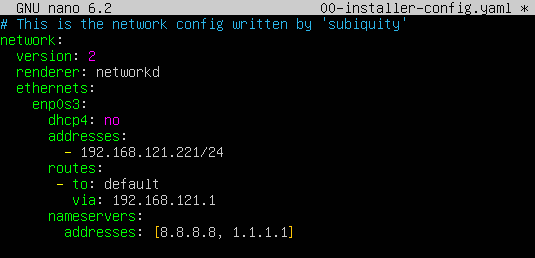 GNU nano 6.2 00-installer-config.yaml *
# This is the network config written by 'subiquity'
network:
  version: 2
  renderer: networkd
  ethernets:
    enp0s3:
      dhcp4: no
      addresses:
        - 192.168.121.221/24
      routes:
       - to: default
         via: 192.168.121.1
      nameservers:
        addresses: [8.8.8.8, 1.1.1.1]